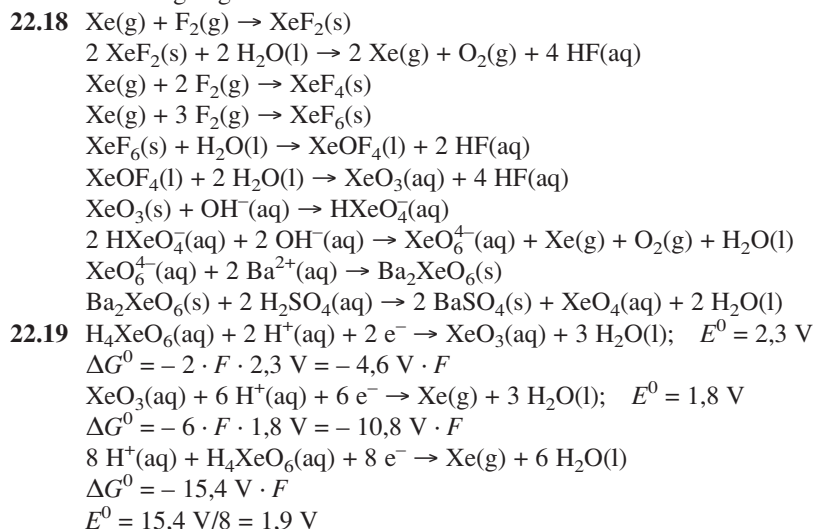 22.18 Xe(g) + F₂(g) → XeF₂(s)
2 XeF₂(s) + 2 H₂O(l) → 2 Xe(g) + O₂(g) + 4 HF(aq)
Xe(g) + 2 F₂(g) → XeF₄(s)
Xe(g) + 3 F₂(g) → XeF₆(s)
XeF₆(s) + H₂O(l) → XeOF₄(l) + 2 HF(aq)
XeOF₄(l) + 2 H₂O(l) → XeO₃(aq) + 4 HF(aq)
XeO₃(s) + OH⁻(aq) → HXeO₄⁻(aq)
2 HXeO₄⁻(aq) + 2 OH⁻(aq) → XeO₆⁴⁻(aq) + Xe(g) + O₂(g) + H₂O(l)
XeO₆⁴⁻(aq) + 2 Ba²⁺(aq) → Ba₂XeO₆(s)
Ba₂XeO₆(s) + 2 H₂SO₄(aq) → 2 BaSO₄(s) + XeO₄(aq) + 2 H₂O(l)
22.19 H₄XeO₆(aq) + 2 H⁺(aq) + 2 e⁻ → XeO₃(aq) + 3 H₂O(l); E⁰ = 2,3 V
ΔG⁰ = – 2 · F · 2,3 V = – 4,6 V · F
XeO₃(aq) + 6 H⁺(aq) + 6 e⁻ → Xe(g) + 3 H₂O(l); E⁰ = 1,8 V
ΔG⁰ = – 6 · F · 1,8 V = – 10,8 V · F
8 H⁺(aq) + H₄XeO₆(aq) + 8 e⁻ → Xe(g) + 6 H₂O(l)
ΔG⁰ = – 15,4 V · F
E⁰ = 15,4 V/8 = 1,9 V